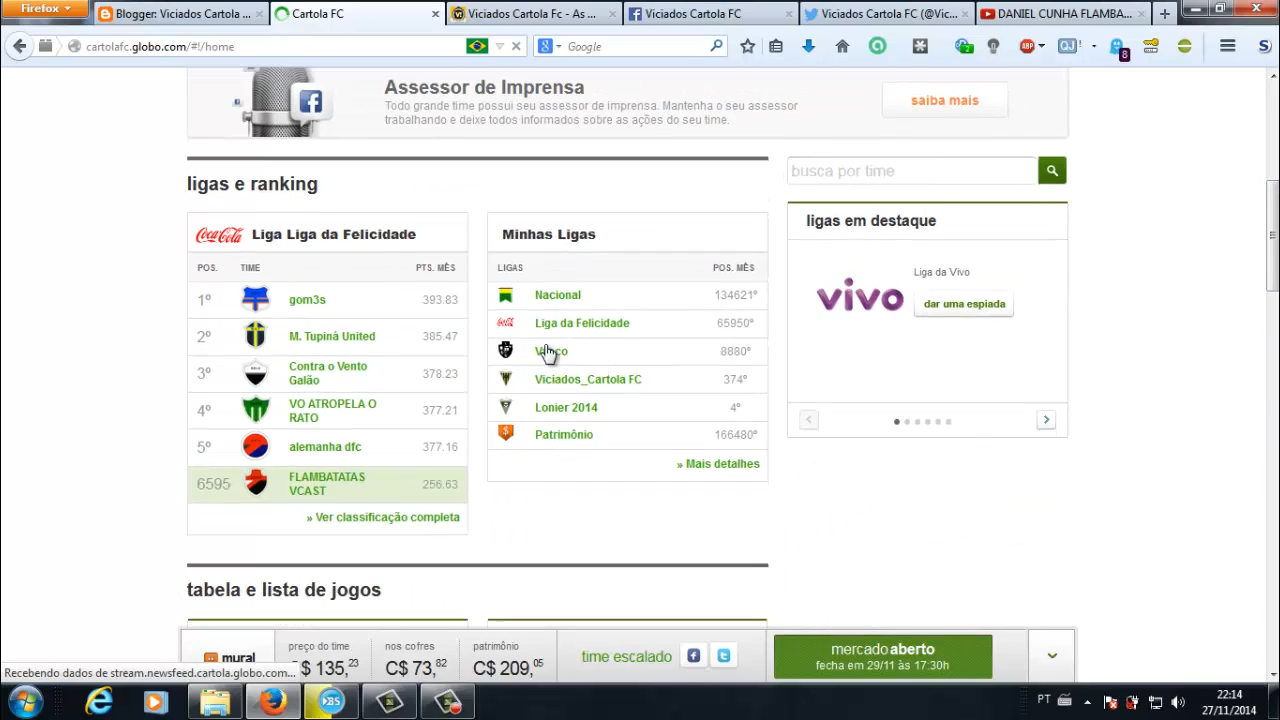 Firefox
Blogger: Viciados Cartola ...
Cartola FC
Viciados Cartola Fc - As ...
Viciados Cartola FC
Viciados Cartola FC (@Vic...
DANIEL CUNHA FLAMBA...
cartolafc.globo.com/#!/home
Google
ABP
QJ
8
S
Assessor de Imprensa
Todo grande time possui seu assessor de imprensa. Mantenha o seu assessor
trabalhando e deixe todos informados sobre as ações do seu time.
saiba mais
ligas e ranking
busca por time
Coca-Cola Liga Liga da Felicidade
POS. TIME PTS. MÊS
1º gom3s 393.83
2º M. Tupinà United 385.47
3º Contra o Vento
Galão 378.23
4º VO ATROPELA O
RATO 377.21
5º alemanha dfc 377.16
6595 FLAMBATATAS
VCAST 256.63
» Ver classificação completa
Minhas Ligas
LIGAS POS. MÊS
Nacional 134621º
Liga da Felicidade 65950º
8880º
Viciados_Cartola FC 374º
Lonier 2014 4º
Patrimônio 166480º
» Mais detalhes
ligas em destaque
vivo
Liga da Vivo
dar uma espiada
tabela e lista de jogos
mural
preço do time
C$ 135,23
nos cofres
C$ 73,82
patrimônio
C$ 209,05
time escalado
mercado aberto
fecha em 29/11 às 17:30h
Recebendo dados de stream.newsfeed.cartola.globo.com...
BS
PT
22:14
27/11/2014